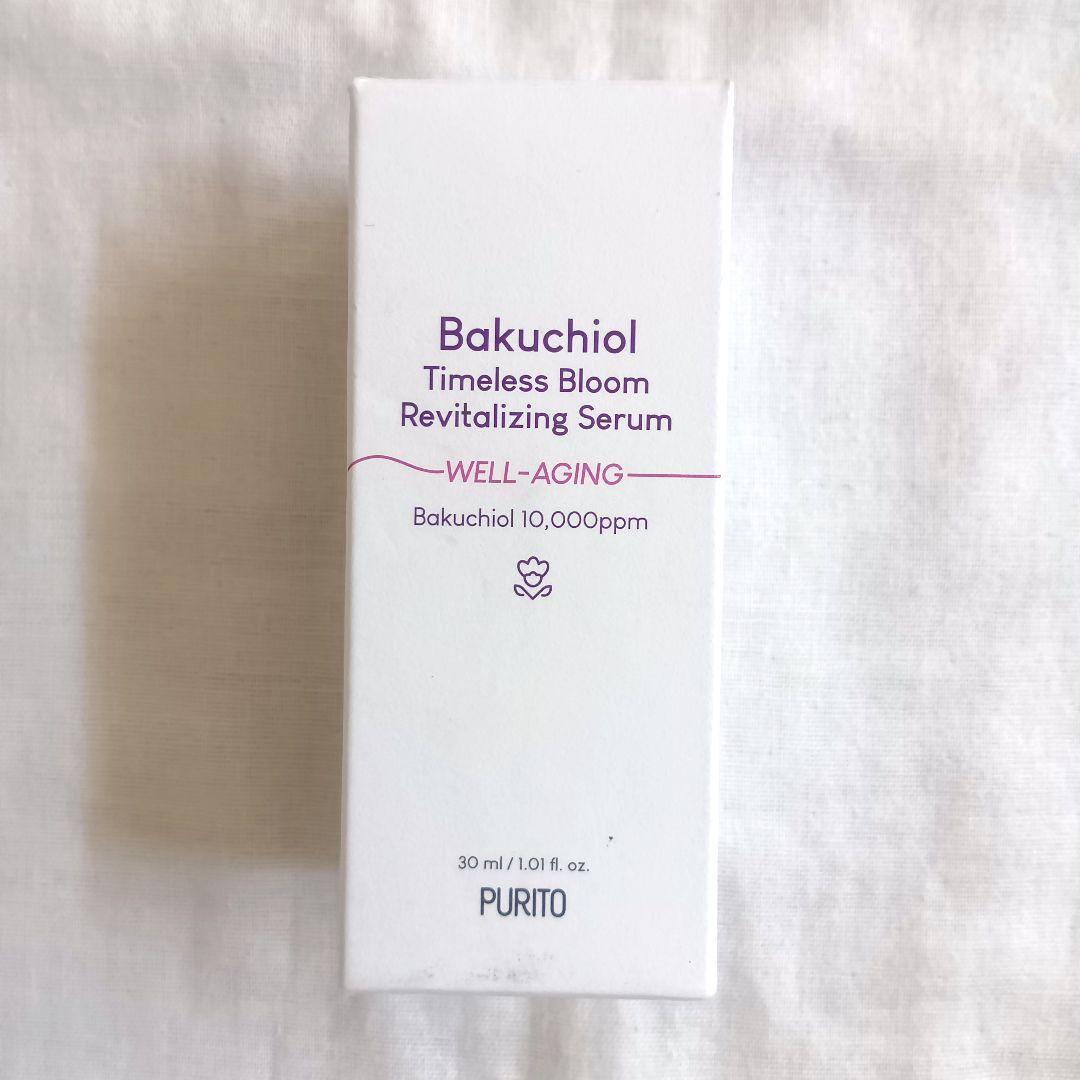 Bakuchiol
Timeless Bloom
Revitalizing Serum
WELL-AGING
Bakuchiol 10,000ppm
30 ml / 1.01 fl. oz.
PURITO